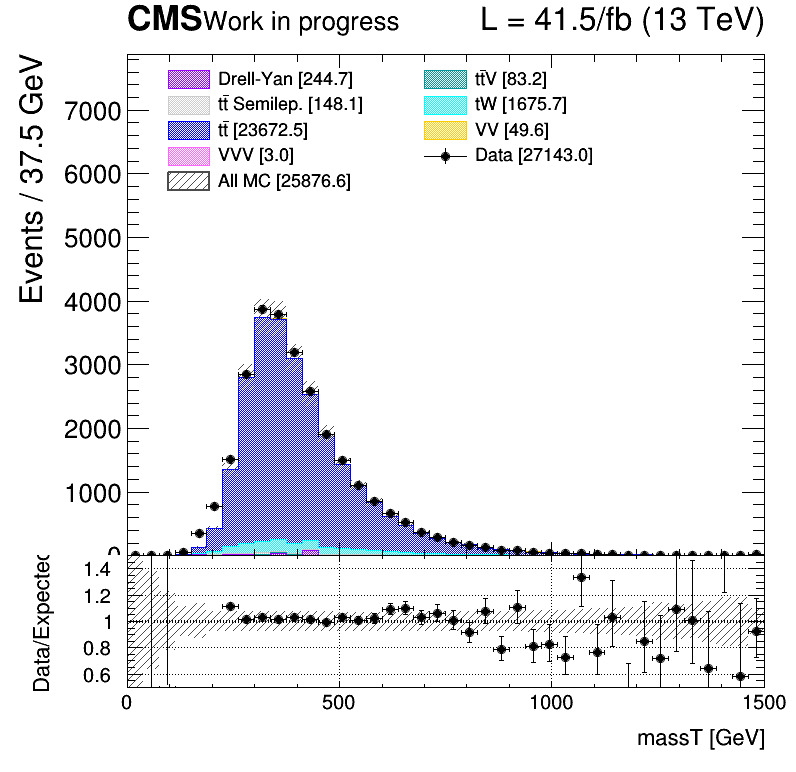 CMS Work in progress L = 41.5/fb (13 TeV)
Events / 37.5 GeV
Drell-Yan [244.7]
tt̄V [83.2]
tt̄ Semilep. [148.1]
tW [1675.7]
tt̄ [23672.5]
VV [49.6]
VVV [3.0]
Data [27143.0]
All MC [25876.6]
7000
6000
5000
4000
3000
2000
1000
0
Data/Expected
1.4
1.2
1
0.8
0.6
0 500 1000 1500
massT [GeV]